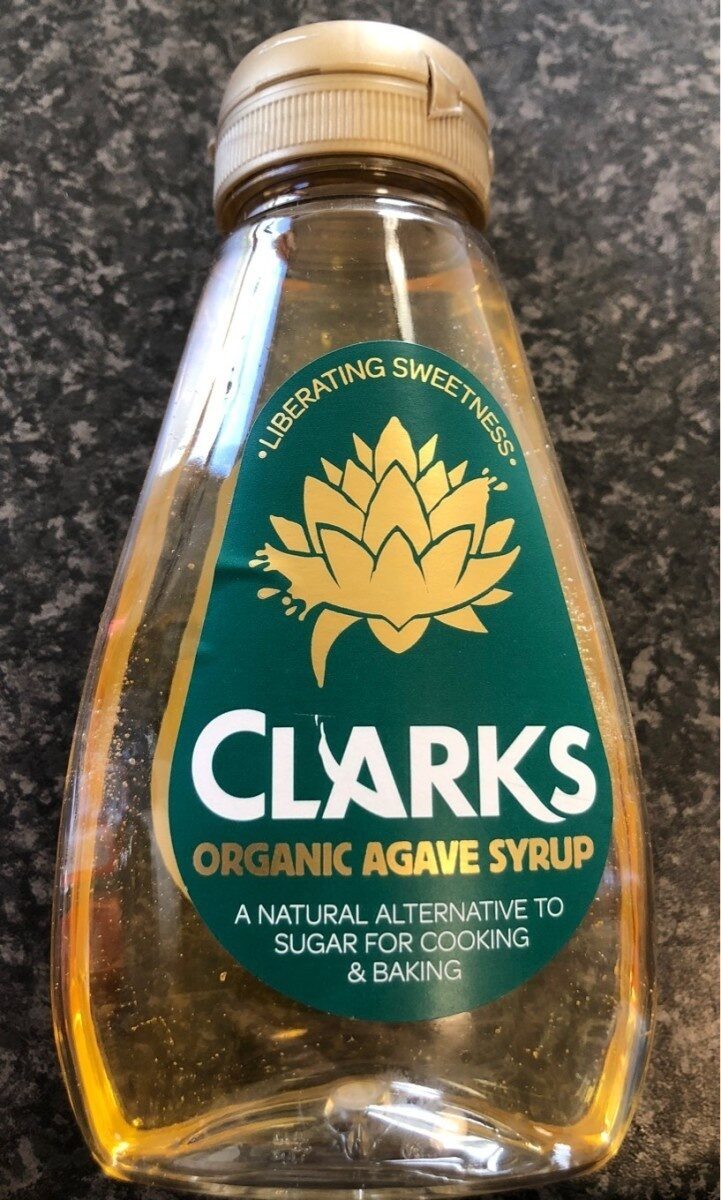 •LIBERATING SWEETNESS•
CLARKS
ORGANIC AGAVE SYRUP
A NATURAL ALTERNATIVE TO
SUGAR FOR COOKING
& BAKING